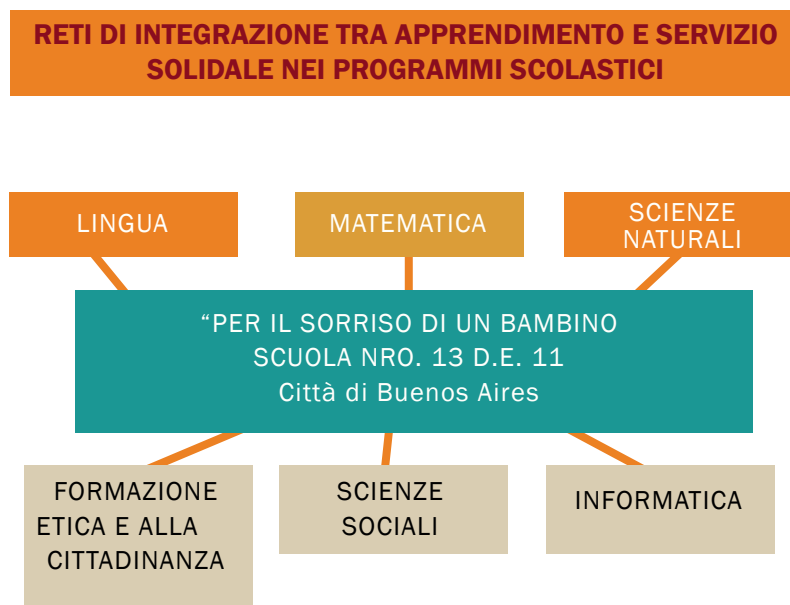 RETI DI INTEGRAZIONE TRA APPRENDIMENTO E SERVIZIO
SOLIDALE NEI PROGRAMMI SCOLASTICI
LINGUA
MATEMATICA
SCIENZE
NATURALI
“PER IL SORRISO DI UN BAMBINO
SCUOLA NRO. 13 D.E. 11
Città di Buenos Aires
FORMAZIONE
ETICA E ALLA
CITTADINANZA
SCIENZE
SOCIALI
INFORMATICA